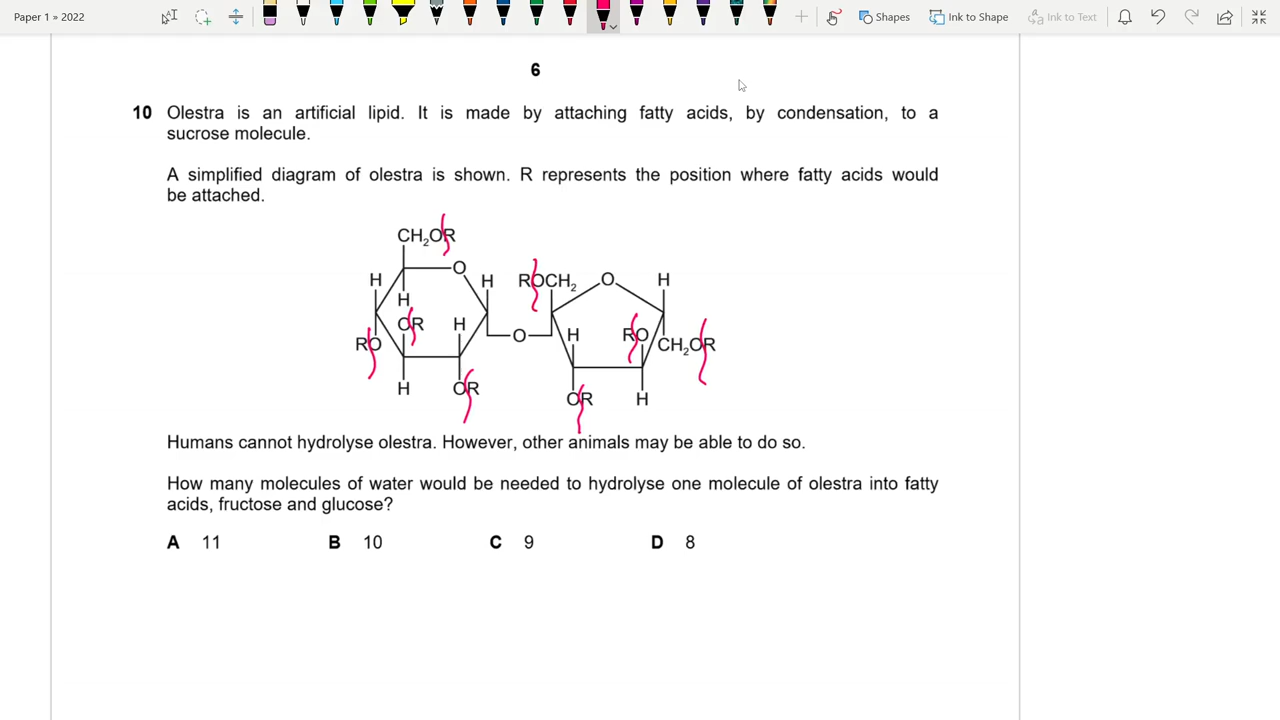 Paper 1 » 2022
Shapes
Ink to Shape
Ink to Text
6
10 Olestra is an artificial lipid. It is made by attaching fatty acids, by condensation, to a
sucrose molecule.
A simplified diagram of olestra is shown. R represents the position where fatty acids would
be attached.
CH₂OR
H O H ROCH₂ O H
H
OR H H RO
RO O CH₂OR
H OR OR H
Humans cannot hydrolyse olestra. However, other animals may be able to do so.
How many molecules of water would be needed to hydrolyse one molecule of olestra into fatty
acids, fructose and glucose?
A 11 B 10 C 9 D 8